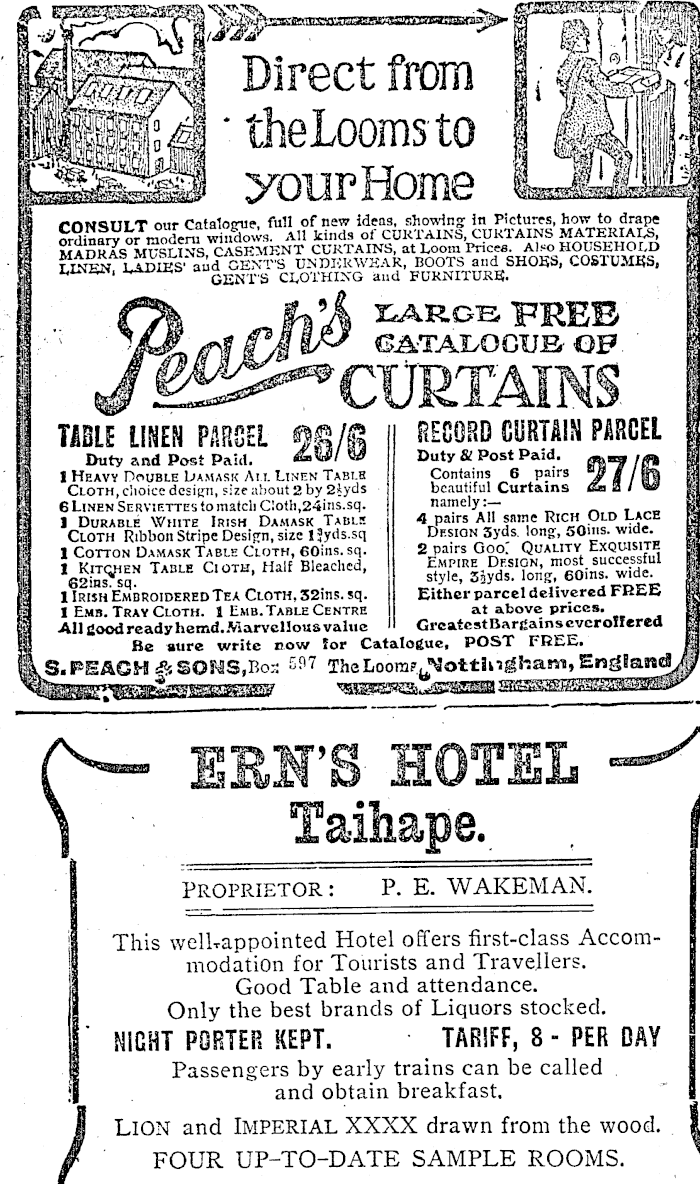 Direct from
the Looms to
your Home
CONSULT our Catalogue, full of new ideas, showing in Pictures, how to drape
ordinary or modern windows. All kinds of CURTAINS, CURTAINS MATERIALS,
MADRAS MUSLINS, CASEMENT CURTAINS, at Loom Prices. Also HOUSEHOLD
LINEN, LADIES' and GENT'S UNDERWEAR, BOOTS and SHOES, COSTUMES,
GENT'S CLOTHING and FURNITURE.
Peach's LARGE FREE
CATALOGUE OF
CURTAINS
TABLE LINEN PARCEL 26/6
Duty and Post Paid.
1 HEAVY DOUBLE DAMASK ALL LINEN TABLE
CLOTH, choice design, size about 2 by 2½yds
6 LINEN SERVIETTES to match Cloth, 24ins. sq.
1 DURABLE WHITE IRISH DAMASK TABLE
CLOTH Ribbon Stripe Design, size 1¾yds.sq
1 COTTON DAMASK TABLE CLOTH, 60ins. sq.
1 KITCHEN TABLE CLOTH, Half Bleached,
62ins. sq.
1 IRISH EMBROIDERED TEA CLOTH, 32ins. sq.
1 EMB. TRAY CLOTH. 1 EMB. TABLE CENTRE
All good ready hemd. Marvellous value
RECORD CURTAIN PARCEL
Duty & Post Paid.
27/6
Contains 6 pairs
beautiful Curtains
namely:—
4 pairs All same RICH OLD LACE
DESIGN 3yds. long, 50ins. wide.
2 pairs GOOD QUALITY EXQUISITE
EMPIRE DESIGN, most successful
style, 3½yds. long, 60ins. wide.
Either parcel delivered FREE
at above prices.
Greatest Bargains ever offered
Be sure write now for Catalogue, POST FREE.
S. PEACH & SONS, Box 597 The Looms, Nottingham, England
ERN'S HOTEL
Taihape.
PROPRIETOR: P. E. WAKEMAN.
This well-appointed Hotel offers first-class Accom-
modation for Tourists and Travellers.
Good Table and attendance.
Only the best brands of Liquors stocked.
NIGHT PORTER KEPT. TARIFF, 8 - PER DAY
Passengers by early trains can be called
and obtain breakfast.
LION and IMPERIAL XXXX drawn from the wood.
FOUR UP-TO-DATE SAMPLE ROOMS.